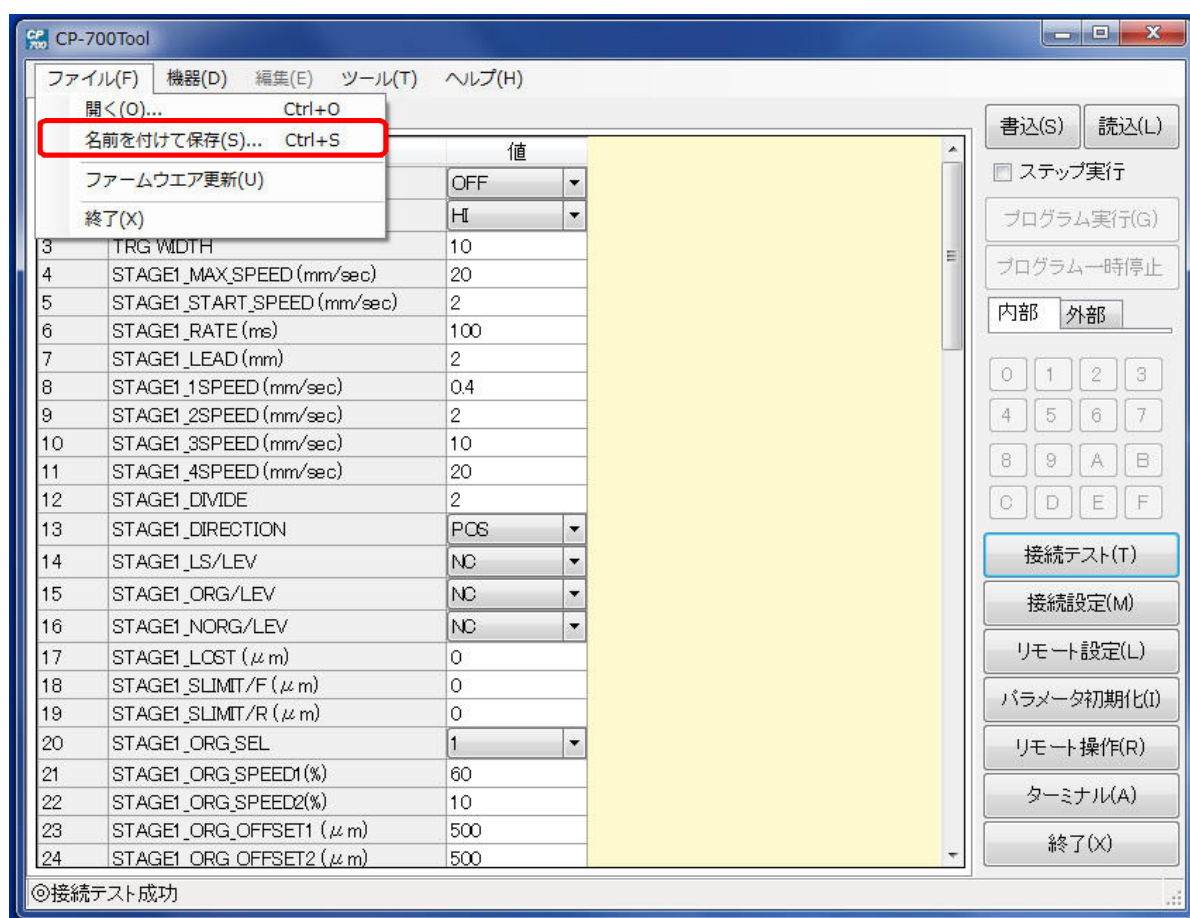 CP-700Tool
ファイル(F) 機器(D) 編集(E) ツール(T) ヘルプ(H)
開く(O)... Ctrl+O
名前を付けて保存(S)... Ctrl+S
ファームウエア更新(U)
終了(X)
値
OFF
HI
3 TRG WIDTH 10
4 STAGE1_MAX_SPEED(mm/sec) 20
5 STAGE1_START_SPEED(mm/sec) 2
6 STAGE1_RATE(ms) 100
7 STAGE1_LEAD(mm) 2
8 STAGE1_1SPEED(mm/sec) 0.4
9 STAGE1_2SPEED(mm/sec) 2
10 STAGE1_3SPEED(mm/sec) 10
11 STAGE1_4SPEED(mm/sec) 20
12 STAGE1_DIVIDE 2
13 STAGE1_DIRECTION POS
14 STAGE1_LS/LEV NC
15 STAGE1_ORG/LEV NC
16 STAGE1_NORG/LEV NC
17 STAGE1_LOST(μm) 0
18 STAGE1_SLIMIT/F(μm) 0
19 STAGE1_SLIMIT/R(μm) 0
20 STAGE1_ORG_SEL 1
21 STAGE1_ORG_SPEED1(%) 60
22 STAGE1_ORG_SPEED2(%) 10
23 STAGE1_ORG_OFFSET1(μm) 500
24 STAGE1_ORG_OFFSET2(μm) 500
書込(S) 読込(L)
ステップ実行
プログラム実行(G)
プログラム一時停止
内部 外部
0 1 2 3
4 5 6 7
8 9 A B
C D E F
接続テスト(T)
接続設定(M)
リモート設定(L)
パラメータ初期化(I)
リモート操作(R)
ターミナル(A)
終了(X)
◎接続テスト成功